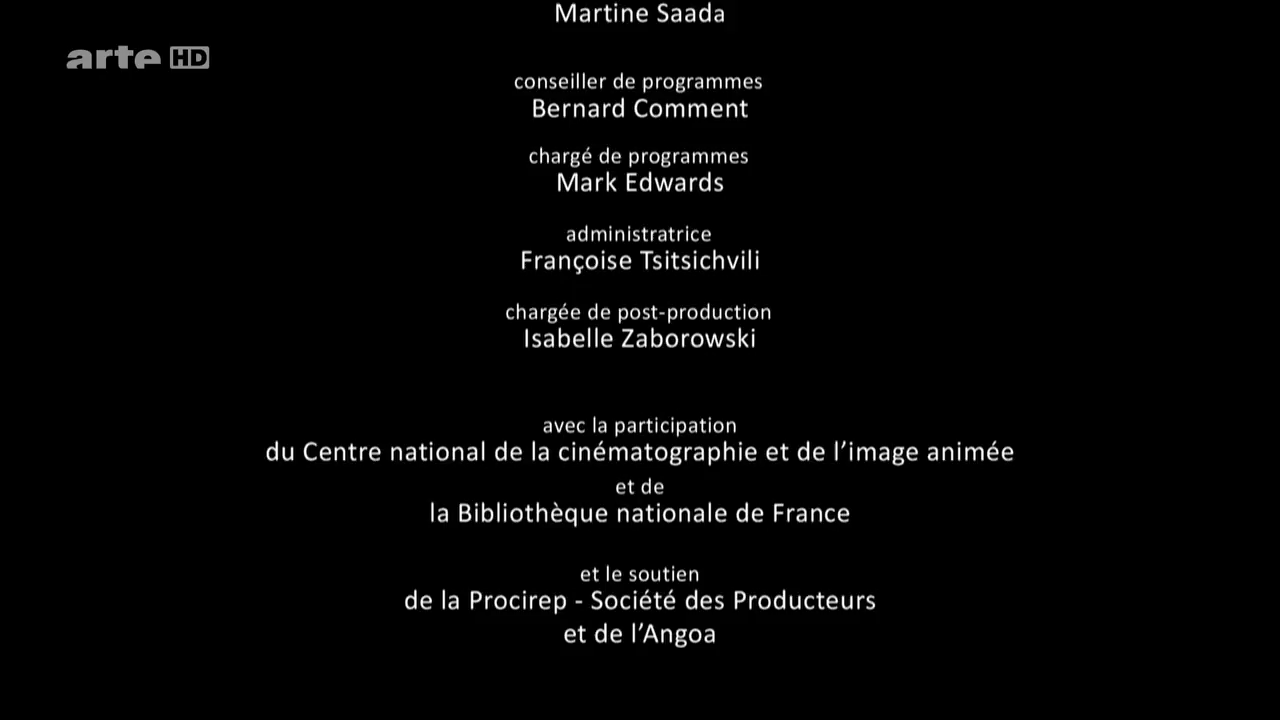 Martine Saada
arte HD
conseiller de programmes
Bernard Comment
chargé de programmes
Mark Edwards
administratrice
Françoise Tsitsichvili
chargée de post-production
Isabelle Zaborowski
avec la participation
du Centre national de la cinématographie et de l’image animée
et de
la Bibliothèque nationale de France
et le soutien
de la Procirep - Société des Producteurs
et de l’Angoa